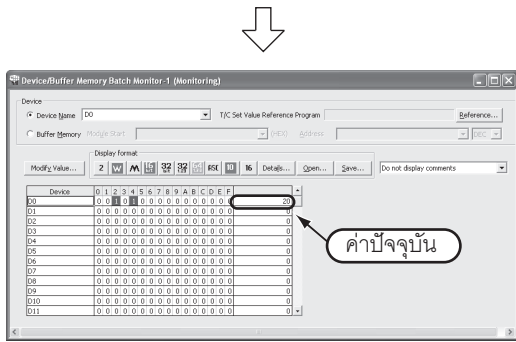 Device/Buffer Memory Batch Monitor-1 (Monitoring)
Device
Device Name D0 T/C Set Value Reference Program Reference...
Buffer Memory Module Start (HEX) Address DEC
Display format
Modify Value... 2 W M 32 32 ASC 10 16 Details... Open... Save... Do not display comments
Device 0 1 2 3 4 5 6 7 8 9 A B C D E F
D0 0 0 1 0 1 0 0 0 0 0 0 0 0 0 0 0 20
D1 0 0 0 0 0 0 0 0 0 0 0 0 0 0 0 0 0
D2 0 0 0 0 0 0 0 0 0 0 0 0 0 0 0 0 0
D3 0 0 0 0 0 0 0 0 0 0 0 0 0 0 0 0 0
D4 0 0 0 0 0 0 0 0 0 0 0 0 0 0 0 0 0
D5 0 0 0 0 0 0 0 0 0 0 0 0 0 0 0 0 0
D6 0 0 0 0 0 0 0 0 0 0 0 0 0 0 0 0 0
D7 0 0 0 0 0 0 0 0 0 0 0 0 0 0 0 0 0
D8 0 0 0 0 0 0 0 0 0 0 0 0 0 0 0 0 0
D9 0 0 0 0 0 0 0 0 0 0 0 0 0 0 0 0 0
D10 0 0 0 0 0 0 0 0 0 0 0 0 0 0 0 0 0
D11 0 0 0 0 0 0 0 0 0 0 0 0 0 0 0 0 0
ค่าปัจจุบัน